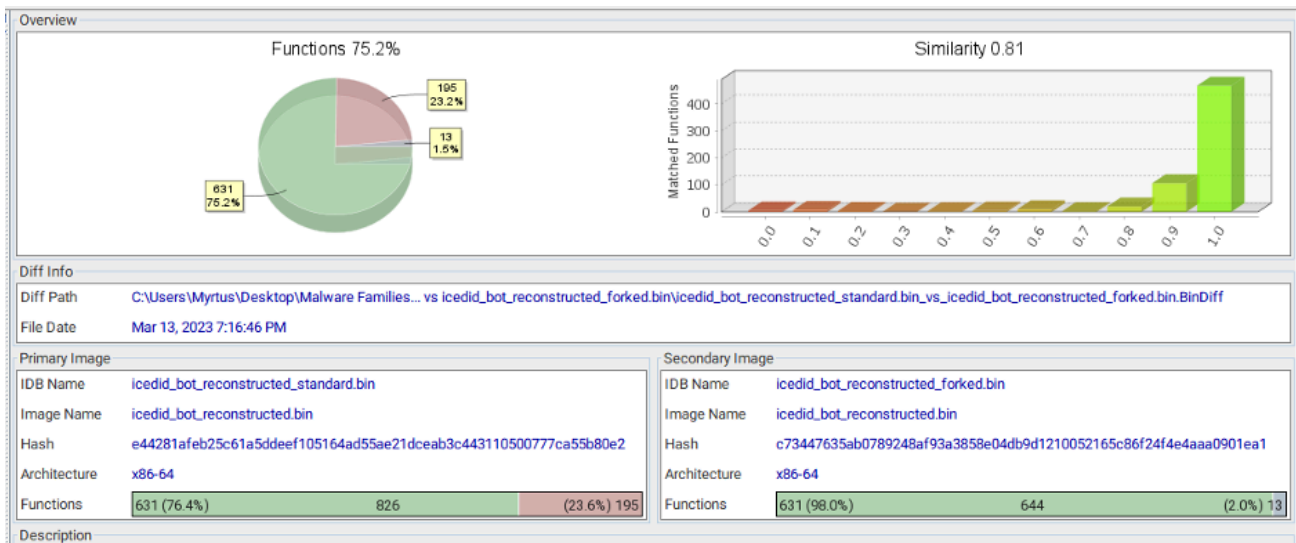 Overview
Functions 75.2%
195
23.2%
13
1.5%
631
75.2%
Similarity 0.81
Matched Functions
400
300
200
100
0
0.0 0.1 0.2 0.3 0.4 0.5 0.6 0.7 0.8 0.9 1.0
Diff Info
Diff Path C:\Users\Myrtus\Desktop\Malware Families... vs icedid_bot_reconstructed_forked.bin\icedid_bot_reconstructed_standard.bin_vs_icedid_bot_reconstructed_forked.bin.BinDiff
File Date Mar 13, 2023 7:16:46 PM
Primary Image
IDB Name icedid_bot_reconstructed_standard.bin
Image Name icedid_bot_reconstructed.bin
Hash e44281afeb25c61a5ddeef105164ad55ae21dceab3c443110500777ca55b80e2
Architecture x86-64
Functions 631 (76.4%) 826 (23.6%) 195
Secondary Image
IDB Name icedid_bot_reconstructed_forked.bin
Image Name icedid_bot_reconstructed.bin
Hash c73447635ab0789248af93a3858e04db9d1210052165c86f24f4e4aaa0901ea1
Architecture x86-64
Functions 631 (98.0%) 644 (2.0%) 13
Description